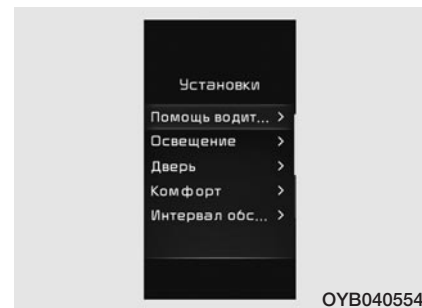 Установки
Помощь водит... >
Освещение >
Дверь >
Комфорт >
Интервал обс... >
OYB040554